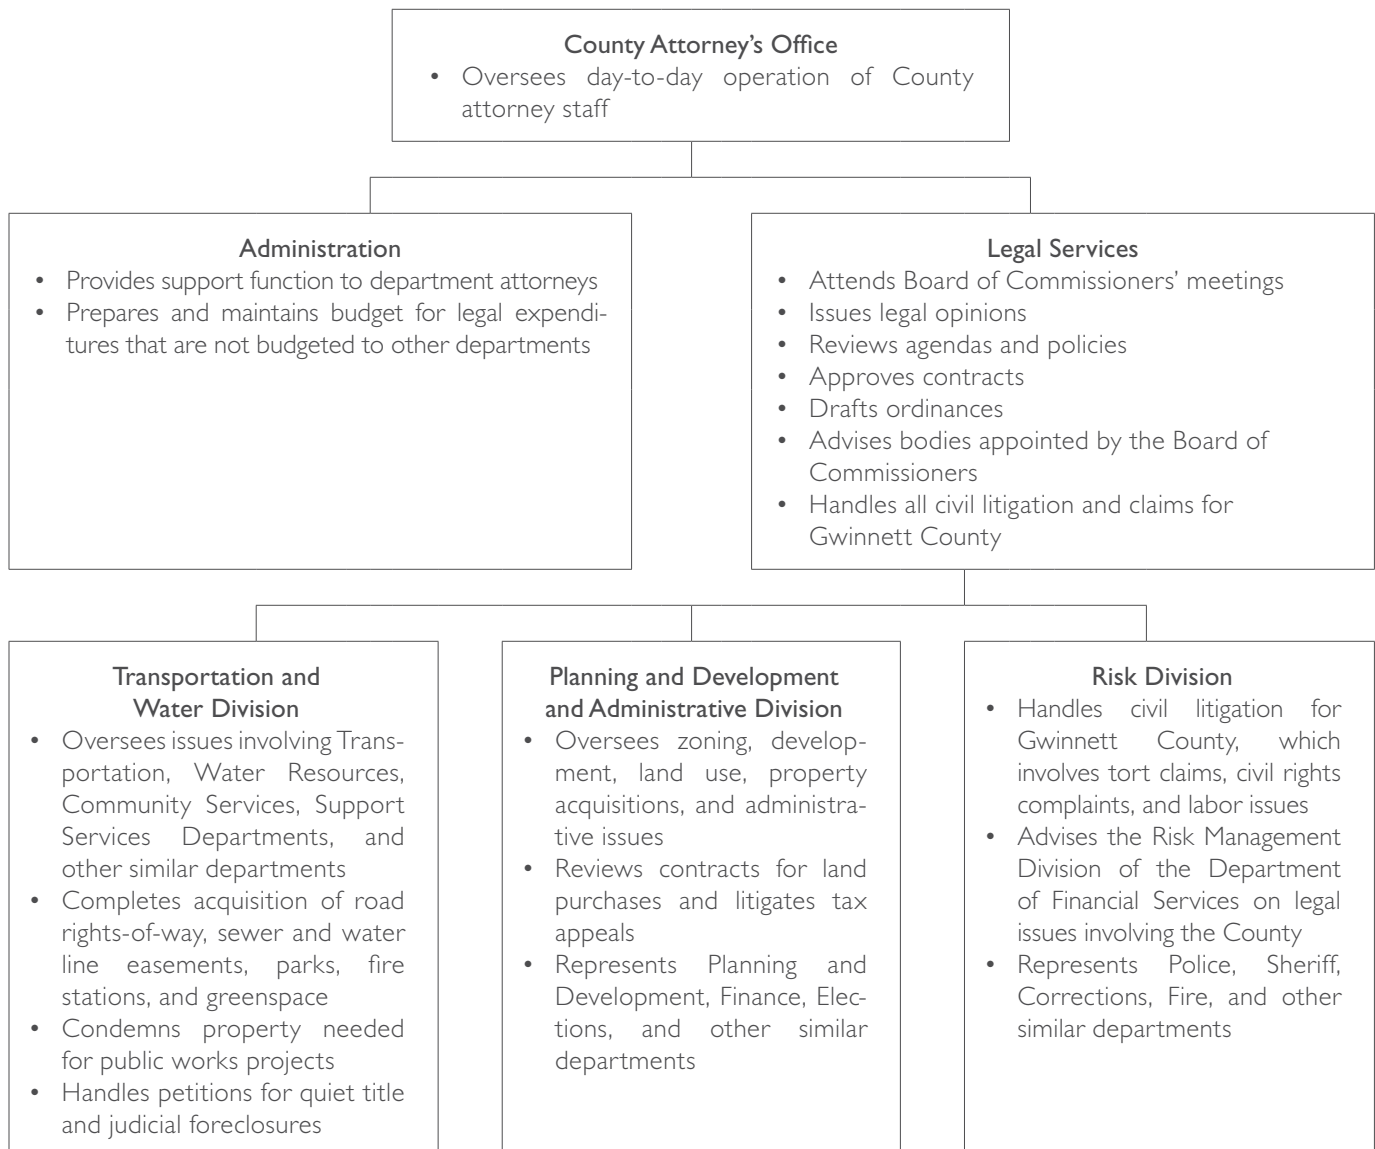 County Attorney's Office
• Oversees day-to-day operation of County
attorney staff
Administration
• Provides support function to department attorneys
• Prepares and maintains budget for legal expendi-
tures that are not budgeted to other departments
Legal Services
• Attends Board of Commissioners' meetings
• Issues legal opinions
• Reviews agendas and policies
• Approves contracts
• Drafts ordinances
• Advises bodies appointed by the Board of
Commissioners
• Handles all civil litigation and claims for
Gwinnett County
Transportation and
Water Division
• Oversees issues involving Trans-
portation, Water Resources,
Community Services, Support
Services Departments, and
other similar departments
• Completes acquisition of road
rights-of-way, sewer and water
line easements, parks, fire
stations, and greenspace
• Condemns property needed
for public works projects
• Handles petitions for quiet title
and judicial foreclosures
Planning and Development
and Administrative Division
• Oversees zoning, develop-
ment, land use, property
acquisitions, and administra-
tive issues
• Reviews contracts for land
purchases and litigates tax
appeals
• Represents Planning and
Development, Finance, Elec-
tions, and other similar
departments
Risk Division
• Handles civil litigation for
Gwinnett County, which
involves tort claims, civil rights
complaints, and labor issues
• Advises the Risk Management
Division of the Department
of Financial Services on legal
issues involving the County
• Represents Police, Sheriff,
Corrections, Fire, and other
similar departments